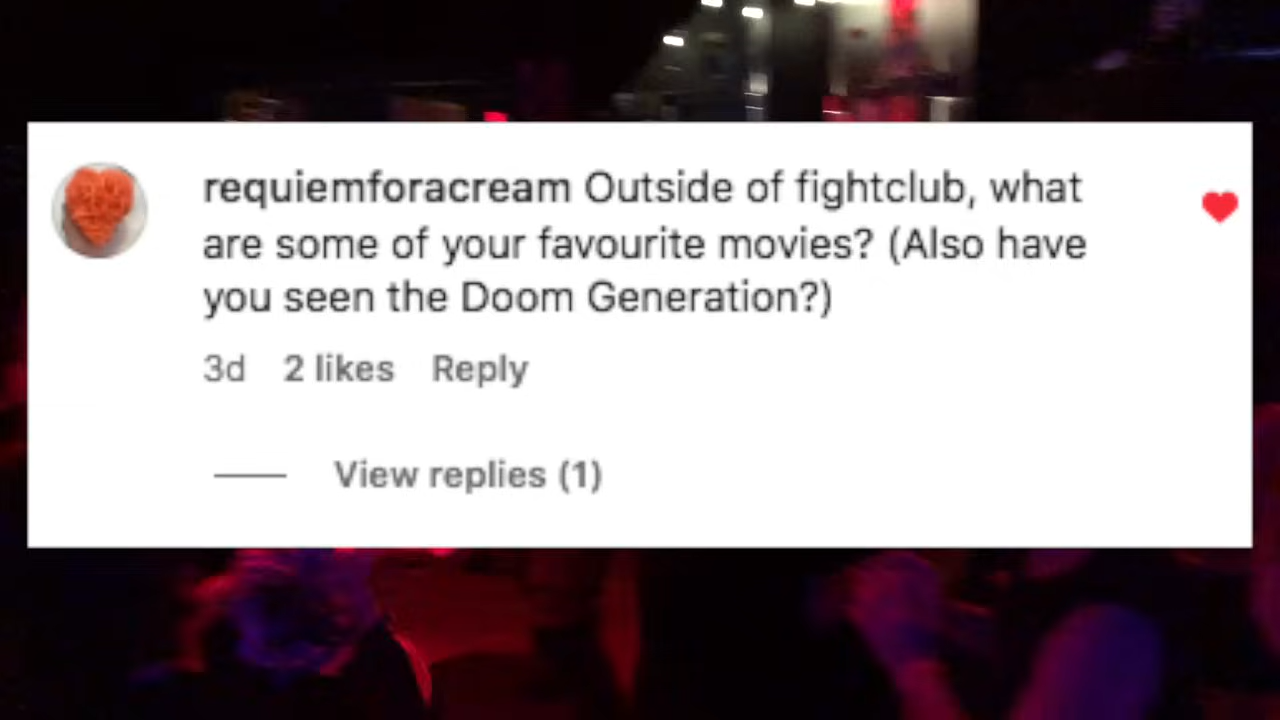 requiemforacream Outside of fightclub, what
are some of your favourite movies? (Also have
you seen the Doom Generation?)
3d 2 likes Reply
View replies (1)